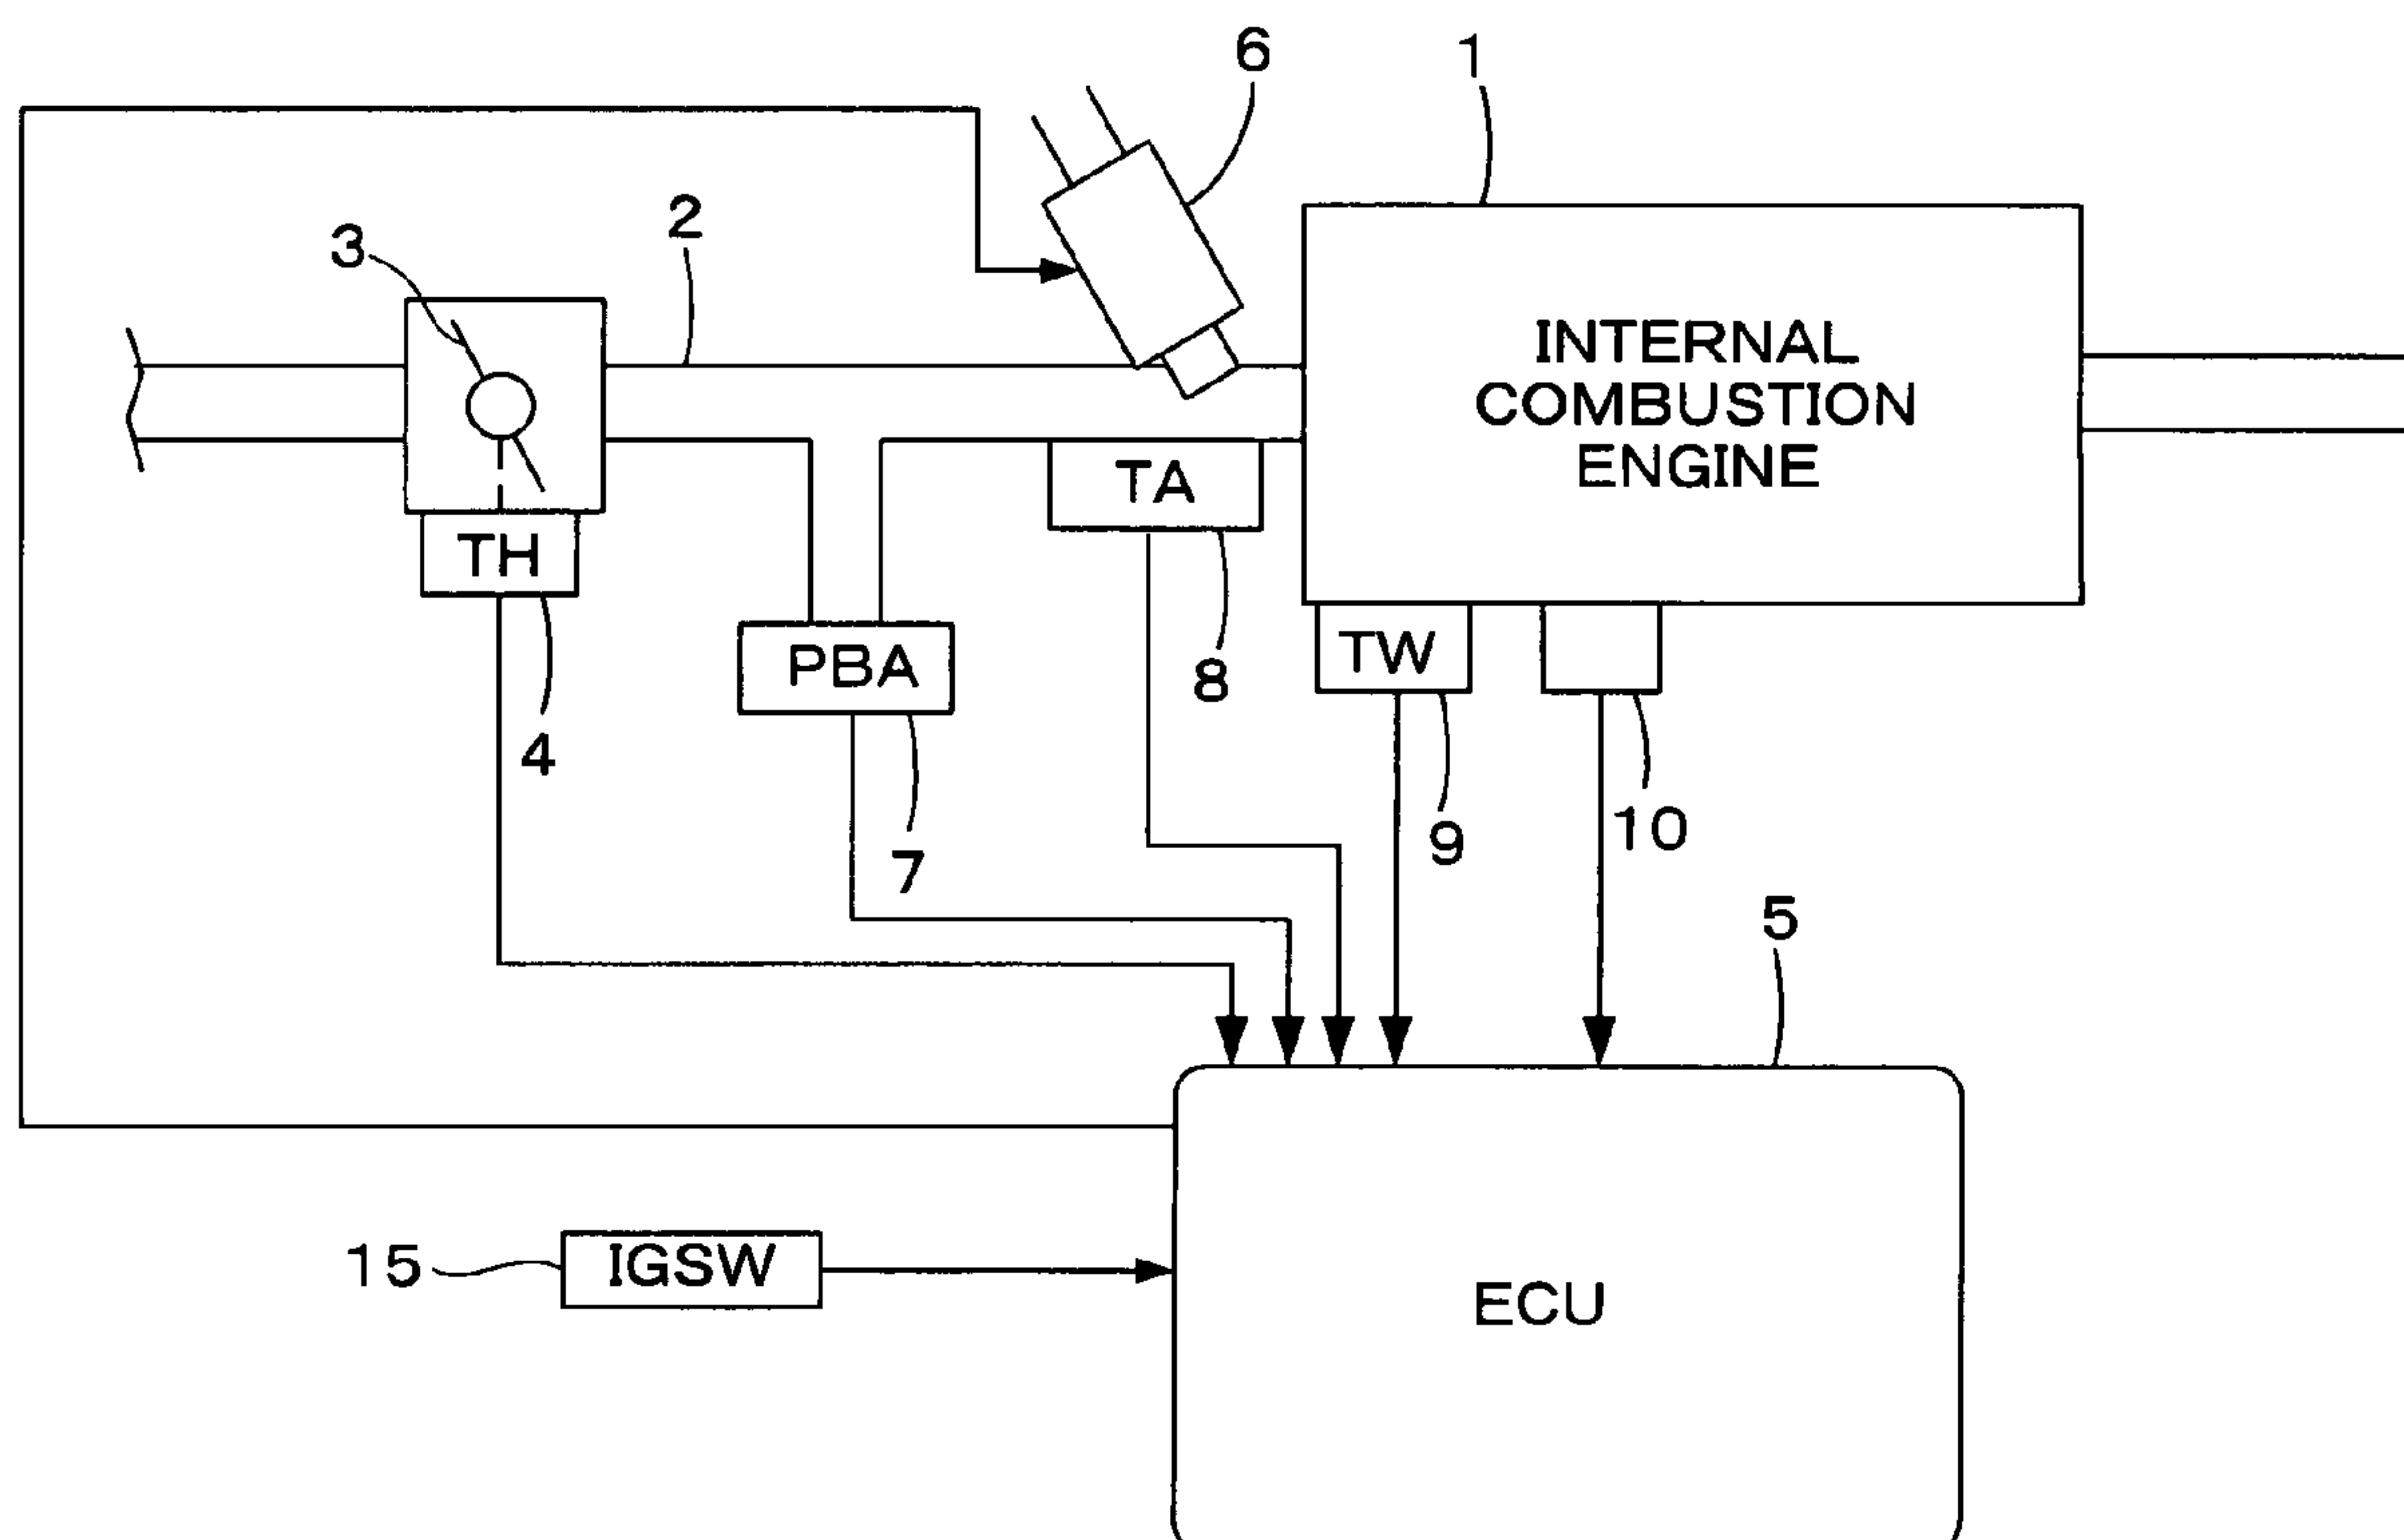 6
1
2
3
INTERNAL
COMBUSTION
ENGINE
TA
TH
TW
PBA
8
4
9
10
7
5
15
IGSW
ECU